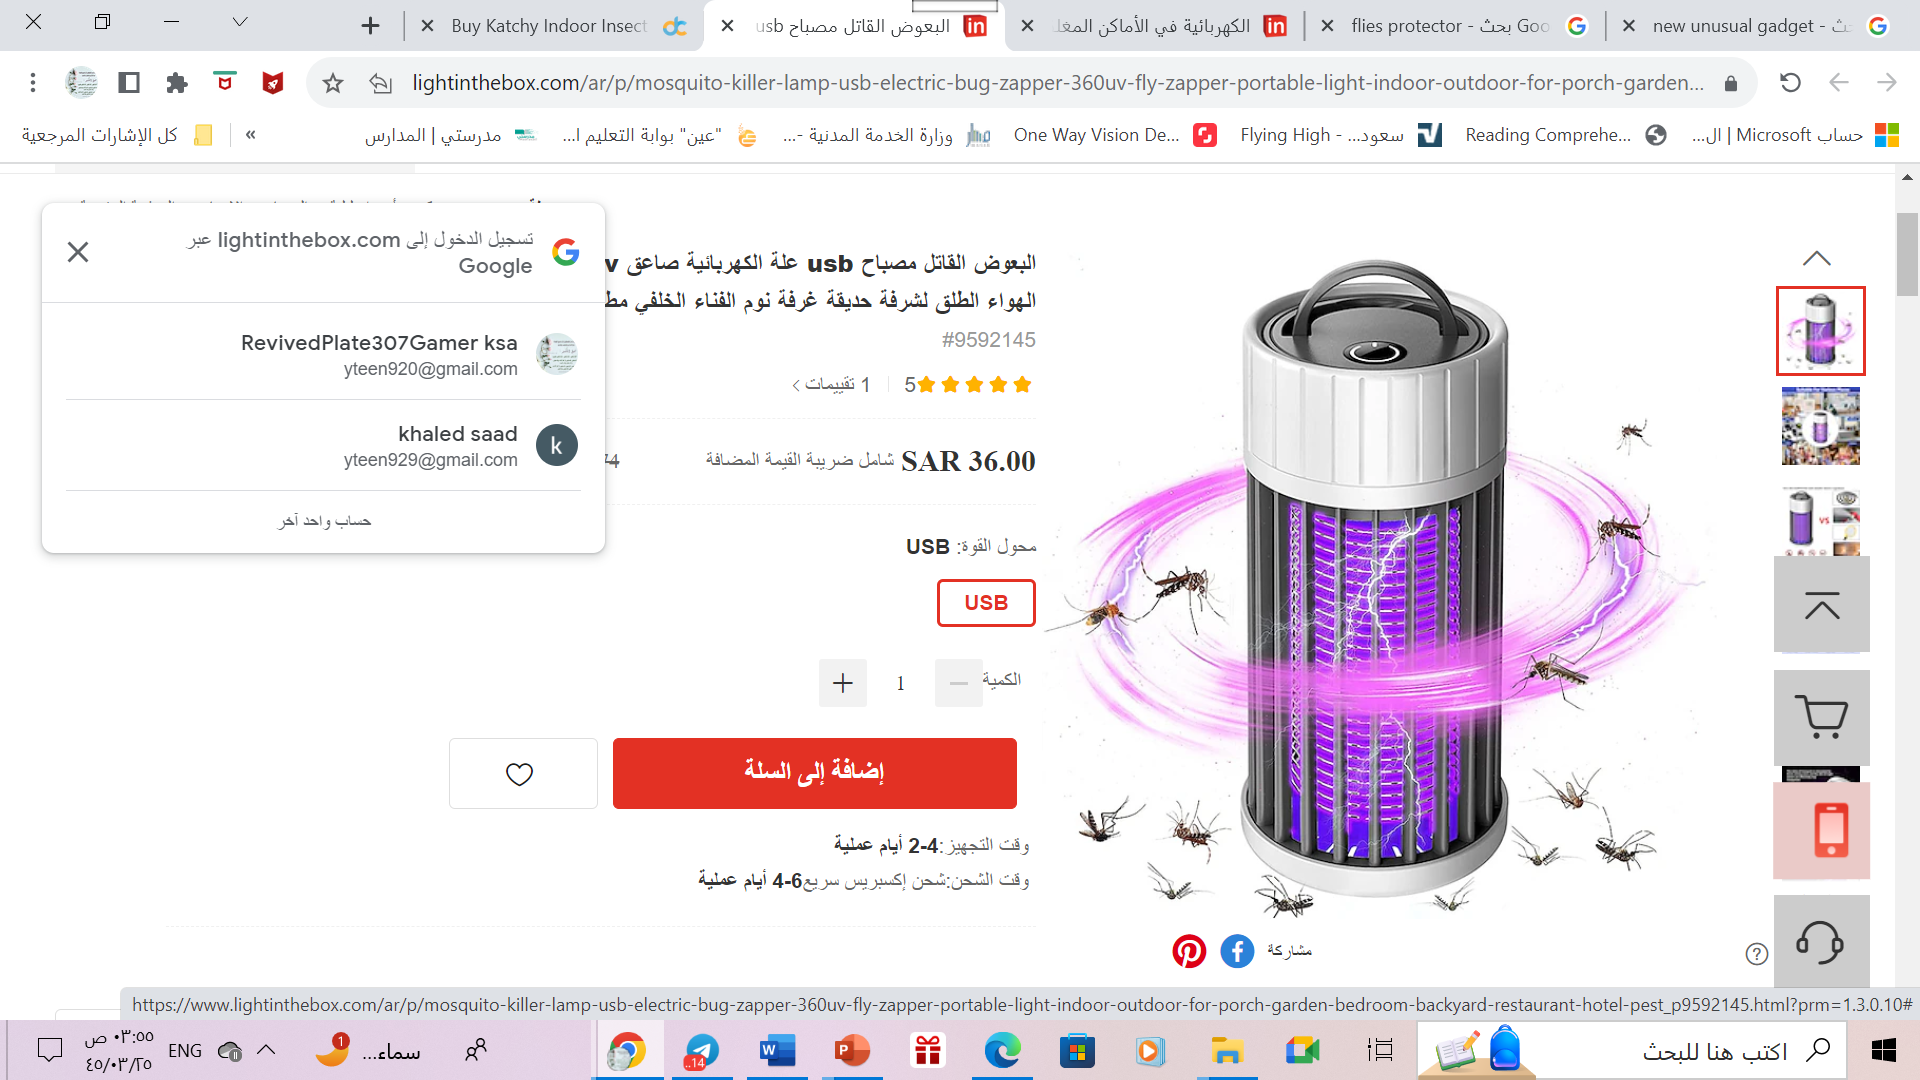 Buy Katchy Indoor Insect
البعوض القاتل مصباح usb
الكهربائية في الأماكن المغل
flies protector - بحث Goo
new unusual gadget -
lightinthebox.com/ar/p/mosquito-killer-lamp-usb-electric-bug-zapper-360uv-fly-zapper-portable-light-indoor-outdoor-for-porch-garden...
حساب Microsoft | ال...
Reading Comprehe...
Flying High - سعود...
One Way Vision De...
وزارة الخدمة المدنية -...
"عين" بوابة التعليم ا...
مدرستي | المدارس
»
كل الإشارات المرجعية
تسجيل الدخول إلى lightinthebox.com عبر
Google
RevivedPlate307Gamer ksa
yteen920@gmail.com
k
khaled saad
yteen929@gmail.com
حساب واحد آخر
البعوض القاتل مصباح usb علة الكهربائية صاعق
الهواء الطلق لشرفة حديقة غرفة نوم الفناء الخلفي
#9592145
5
1 تقييمات
SAR 36.00 شامل ضريبة القيمة المضافة
محول القوة: USB
USB
الكمية
1
إضافة إلى السلة
وقت التجهيز:2-4 أيام عملية
وقت الشحن:شحن إكسبريس سريع4-6 أيام عملية
VS
مشاركة
https://www.lightinthebox.com/ar/p/mosquito-killer-lamp-usb-electric-bug-zapper-360uv-fly-zapper-portable-light-indoor-outdoor-for-porch-garden-bedroom-backyard-restaurant-hotel-pest_p9592145.html?prm=1.3.0.10#
اكتب هنا للبحث
..14
سماء...
1
ENG
٠٣:٥٥ ص
٤٥/٠٣/٢٥